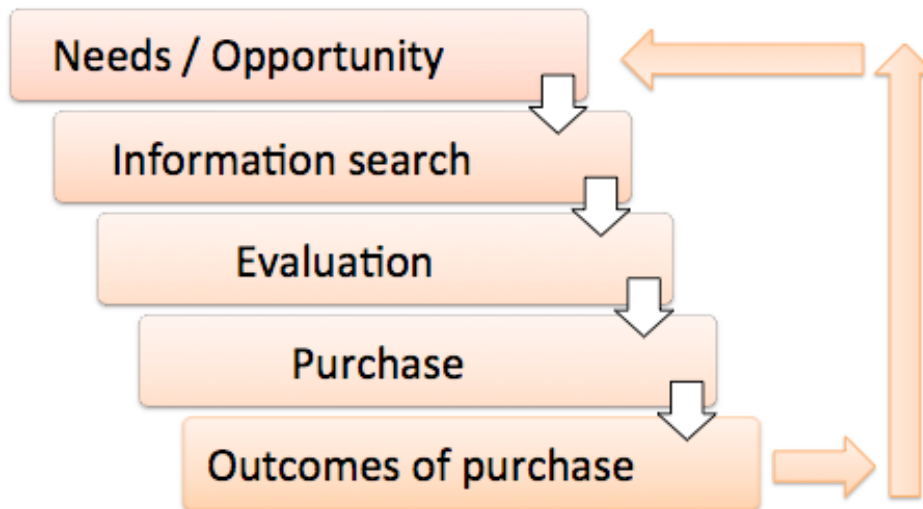 Needs / Opportunity
Information search
Evaluation
Purchase
Outcomes of purchase